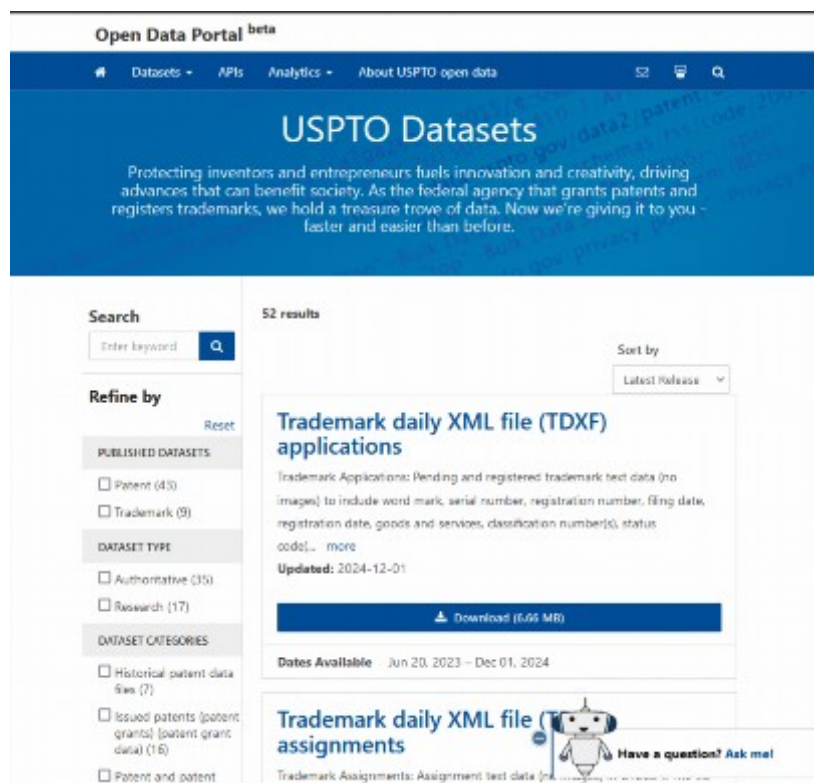 Open Data Portal beta
Datasets APIs Analytics About USPTO open data
USPTO Datasets
Protecting inventors and entrepreneurs fuels innovation and creativity, driving
advances that can benefit society. As the federal agency that grants patents and
registers trademarks, we hold a treasure trove of data. Now we're giving it to you -
faster and easier than before.
Search
Enter keyword
Refine by
Reset
PUBLISHED DATASETS
Patent (43)
Trademark (9)
DATASET TYPE
Authoritative (35)
Research (17)
DATASET CATEGORIES
Historical patent data
files (7)
Issued patents (patent
grants) (patent grant
data) (16)
Patent and patent
52 results
Sort by
Latest Release
Trademark daily XML file (TDXF)
applications
Trademark Applications: Pending and registered trademark text data (no
images) to include word mark, serial number, registration number, filing date,
registration date, goods and services, classification number(s), status
code(... more
Updated: 2024-12-01
Download (6.66 MB)
Dates Available Jun 20, 2023 – Dec 01, 2024
Trademark daily XML file
assignments
Trademark Assignments: Assignment text data
Have a question? Ask me!